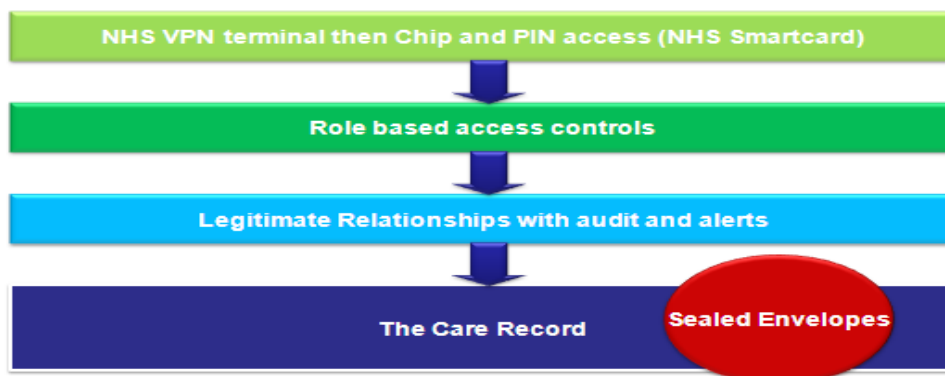 NHS VPN terminal then Chip and PIN access (NHS Smartcard)
Role based access controls
Legitimate Relationships with audit and alerts
The Care Record
Sealed Envelopes